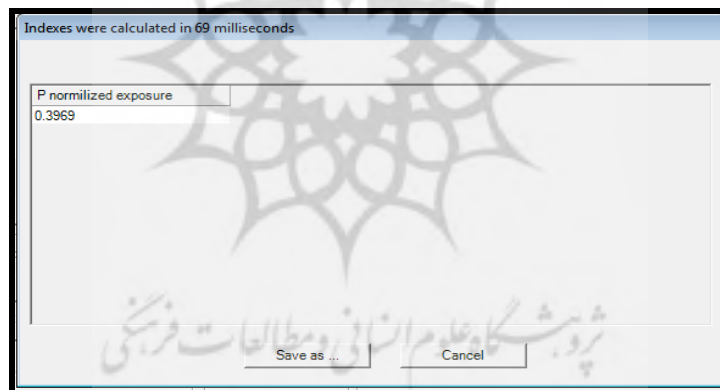 Indexes were calculated in 69 milliseconds
P normilized exposure
0.3969
پژوهشگاه علوم انسانی و مطالعات فرهنگی
Save as ...
Cancel